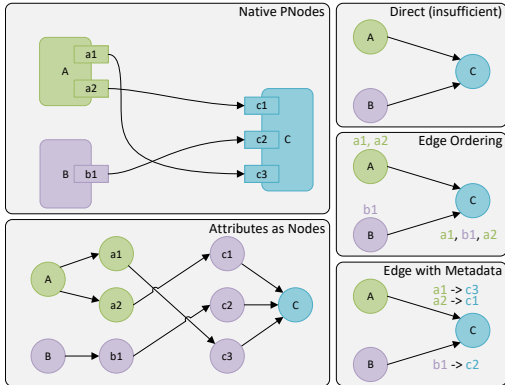 Native PNodes
a1
A
a2
c1
c2
C
B
b1
c3
Attributes as Nodes
a1
c1
A
a2
c2
C
B
b1
c3
Direct (insufficient)
A
C
B
Edge Ordering
a1, a2
A
C
b1
B
a1, b1, a2
Edge with Metadata
a1 -> c3
a2 -> c1
A
C
B
b1 -> c2